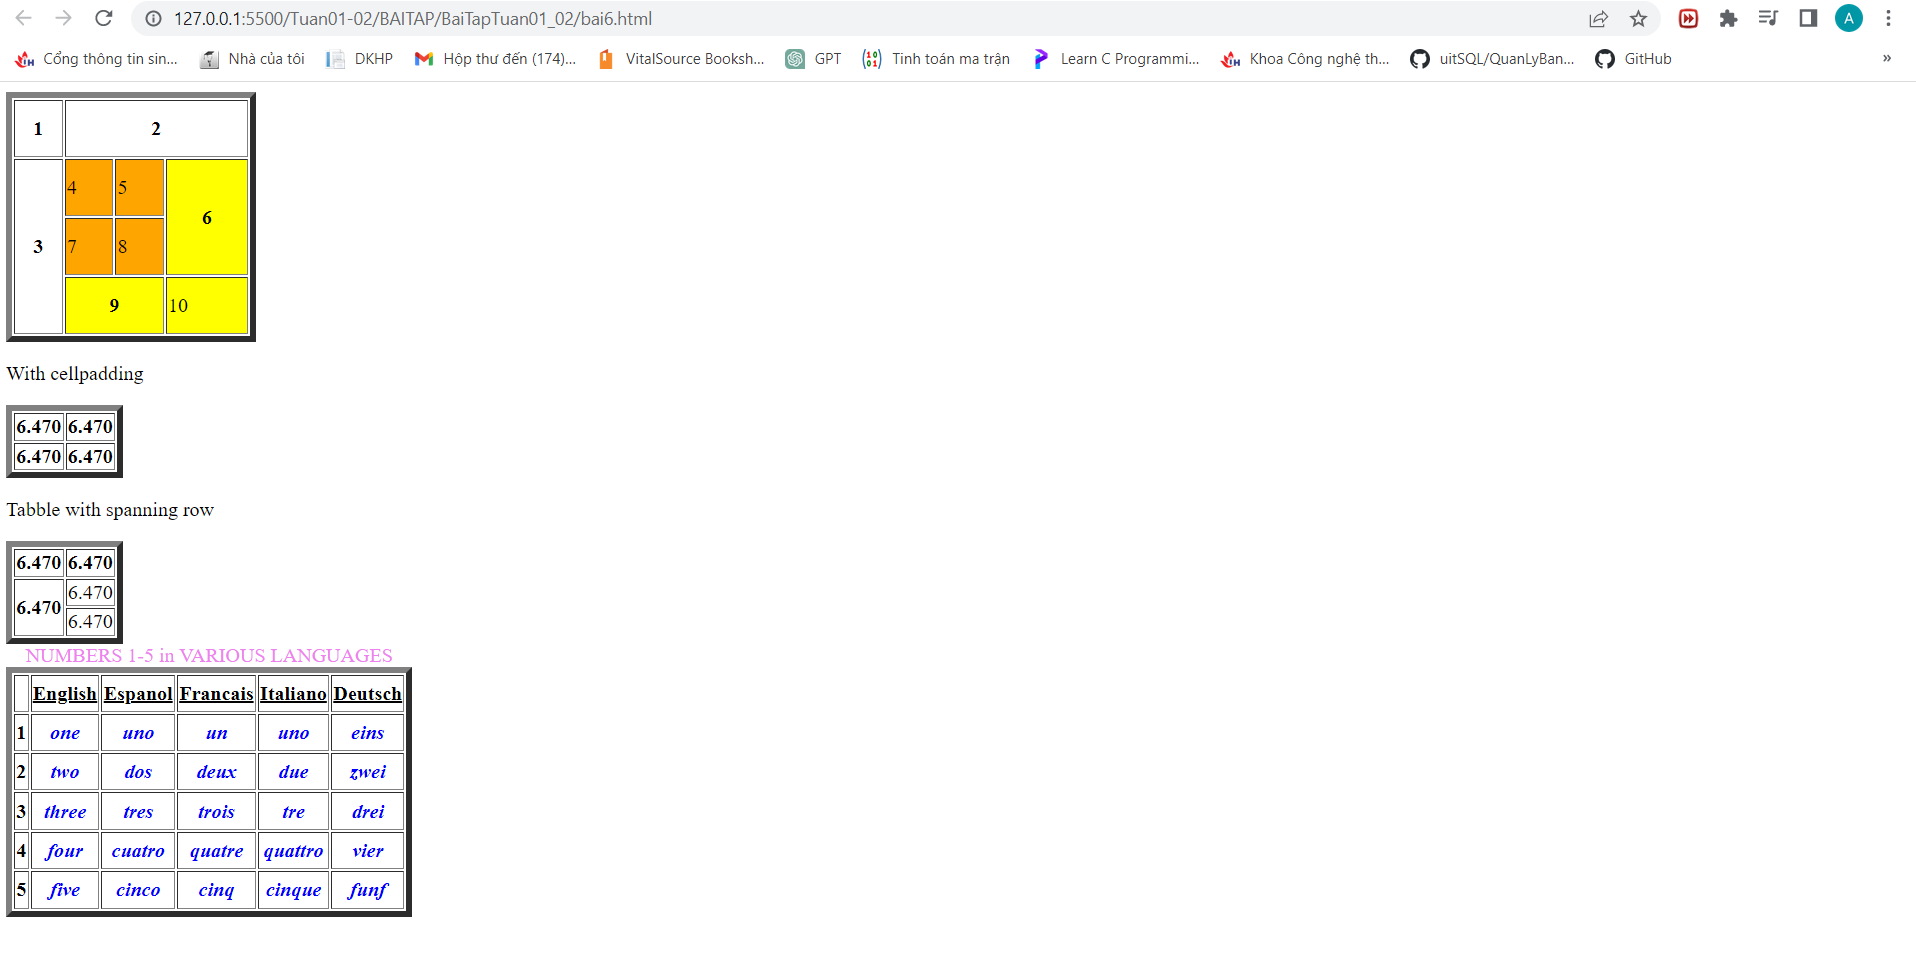 127.0.0.1:5500/Tuan01-02/BAITAP/BaiTapTuan01_02/bai6.html
A
Cổng thông tin sin... Nhà của tôi DKHP Hộp thư đến (174)... VitalSource Booksh... GPT Tinh toán ma trận Learn C Programmi... Khoa Công nghệ th... uitSQL/QuanLyBan... GitHub »
1 2
4 5
6
3 7 8
9 10
With cellpadding
6.470 6.470
6.470 6.470
Tabble with spanning row
6.470 6.470
6.470
6.470
6.470
NUMBERS 1-5 in VARIOUS LANGUAGES
English Espanol Francais Italiano Deutsch
1 one uno un uno eins
2 two dos deux due zwei
3 three tres trois tre drei
4 four cuatro quatre quattro vier
5 five cinco cinq cinque funf